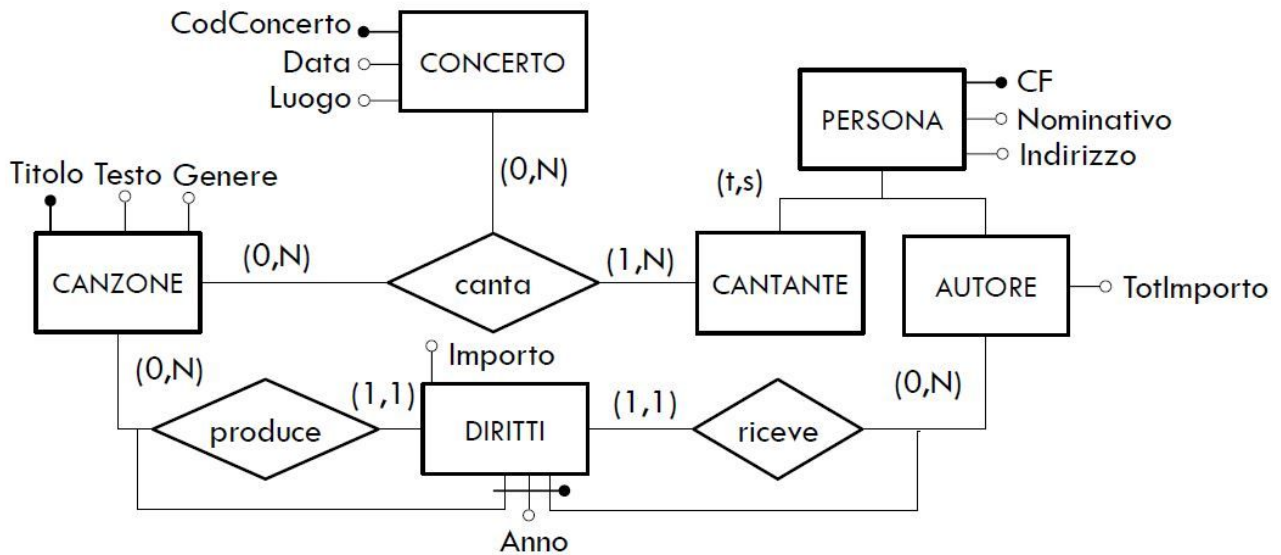 CodConcerto
Data
Luogo
CONCERTO
PERSONA
CF
Nominativo
Indirizzo
(0,N)
(t,s)
Titolo Testo Genere
CANZONE
(0,N)
canta
(1,N)
CANTANTE
AUTORE
TotImporto
Importo
(0,N)
(1,1)
(1,1)
(0,N)
produce
DIRITTI
riceve
Anno